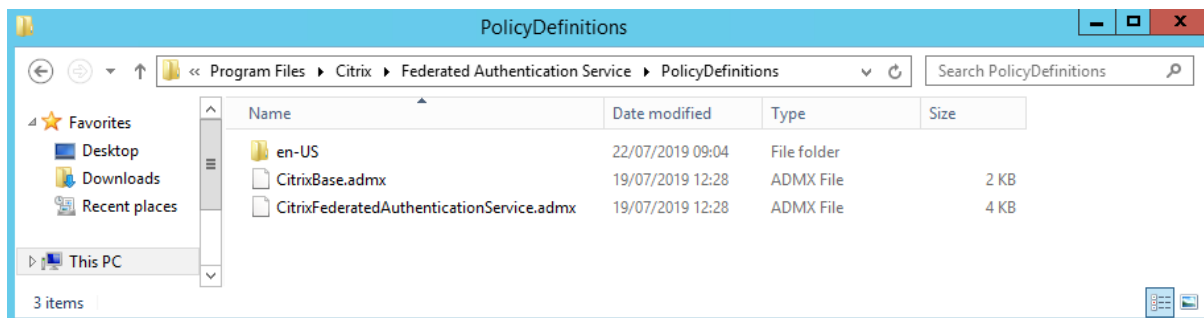 PolicyDefinitions
« Program Files Citrix Federated Authentication Service PolicyDefinitions Search PolicyDefinitions
Favorites
Desktop
Downloads
Recent places
This PC
Name Date modified Type Size
en-US 22/07/2019 09:04 File folder
CitrixBase.admx 19/07/2019 12:28 ADMX File 2 KB
CitrixFederatedAuthenticationService.admx 19/07/2019 12:28 ADMX File 4 KB
3 items